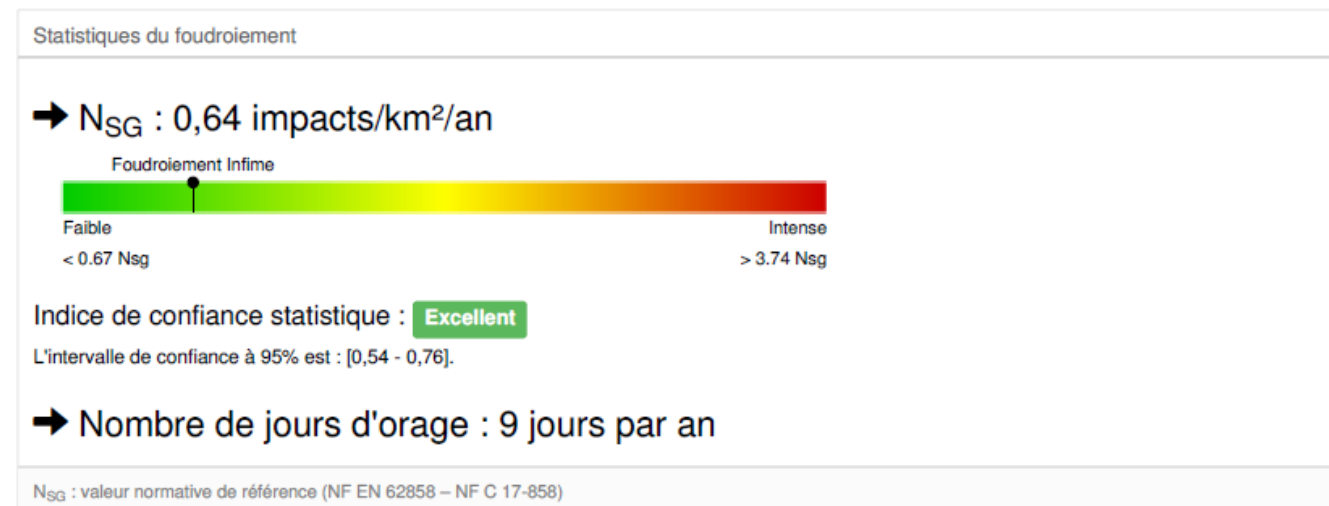 Statistiques du foudroiement
➜ NSG : 0,64 impacts/km²/an
Foudroiement Infime
Faible Intense
< 0.67 Nsg > 3.74 Nsg
Indice de confiance statistique : Excellent
L'intervalle de confiance à 95% est : [0,54 - 0,76].
➜ Nombre de jours d'orage : 9 jours par an
NSG : valeur normative de référence (NF EN 62858 – NF C 17-858)